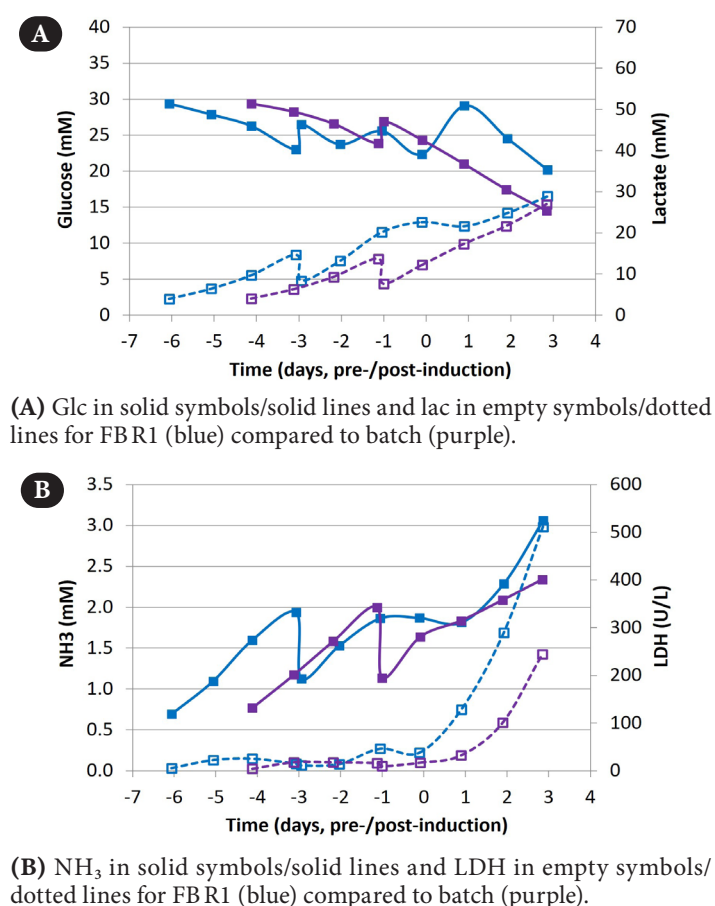 A
40
35
30
25
20
15
10
5
0
Glucose (mM)
70
60
50
40
30
20
10
0
Lactate (mM)
-7 -6 -5 -4 -3 -2 -1 0 1 2 3 4
Time (days, pre-/post-induction)
(A) Glc in solid symbols/solid lines and lac in empty symbols/dotted
lines for FBR1 (blue) compared to batch (purple).
B
3.5
3.0
2.5
2.0
1.5
1.0
0.5
0.0
NH3 (mM)
600
500
400
300
200
100
0
LDH (U/L)
-7 -6 -5 -4 -3 -2 -1 0 1 2 3 4
Time (days, pre-/post-induction)
(B) NH₃ in solid symbols/solid lines and LDH in empty symbols/
dotted lines for FBR1 (blue) compared to batch (purple).